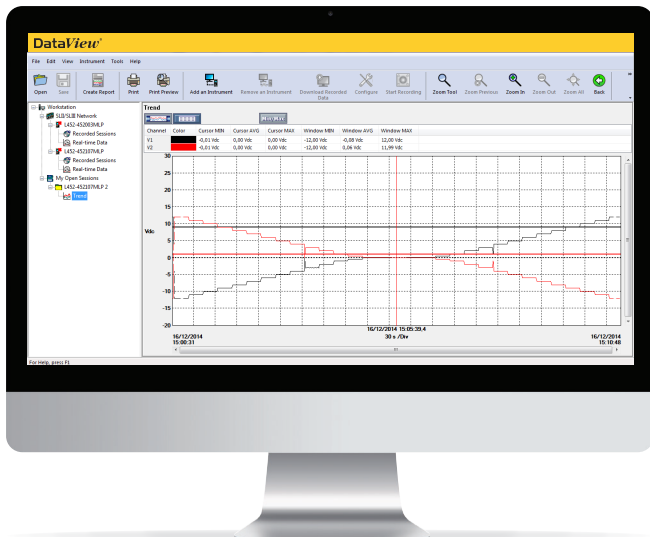 DataView®
File Edit View Instrument Tools Help
Open Save Create Report Print Print Preview Add an Instrument Remove an Instrument Download Recorded Data Configure Start Recording Zoom Tool Zoom Previous Zoom In Zoom Out Zoom All Back
Workstation
SLB/SLIB Network
L452-452003MLP
Recorded Sessions
Real-time Data
L452-452107MLP
Recorded Sessions
Real-time Data
My Open Sessions
L452-452107MLP 2
Trend
Trend
Min-Max
Channel Color Cursor MIN Cursor AVG Cursor MAX Window MIN Window AVG Window MAX
V1 -0,01 Vdc 0,00 Vdc 0,00 Vdc -12,00 Vdc -0,08 Vdc 12,00 Vdc
V2 -0,01 Vdc 0,00 Vdc 0,00 Vdc -12,00 Vdc 0,06 Vdc 11,99 Vdc
30
25
20
15
10
Vdc
5
0
-5
-10
-15
-20
16/12/2014 15:05:39,4
16/12/2014 30 s /Div 16/12/2014
15:00:31 15:10:48
For Help, press F1